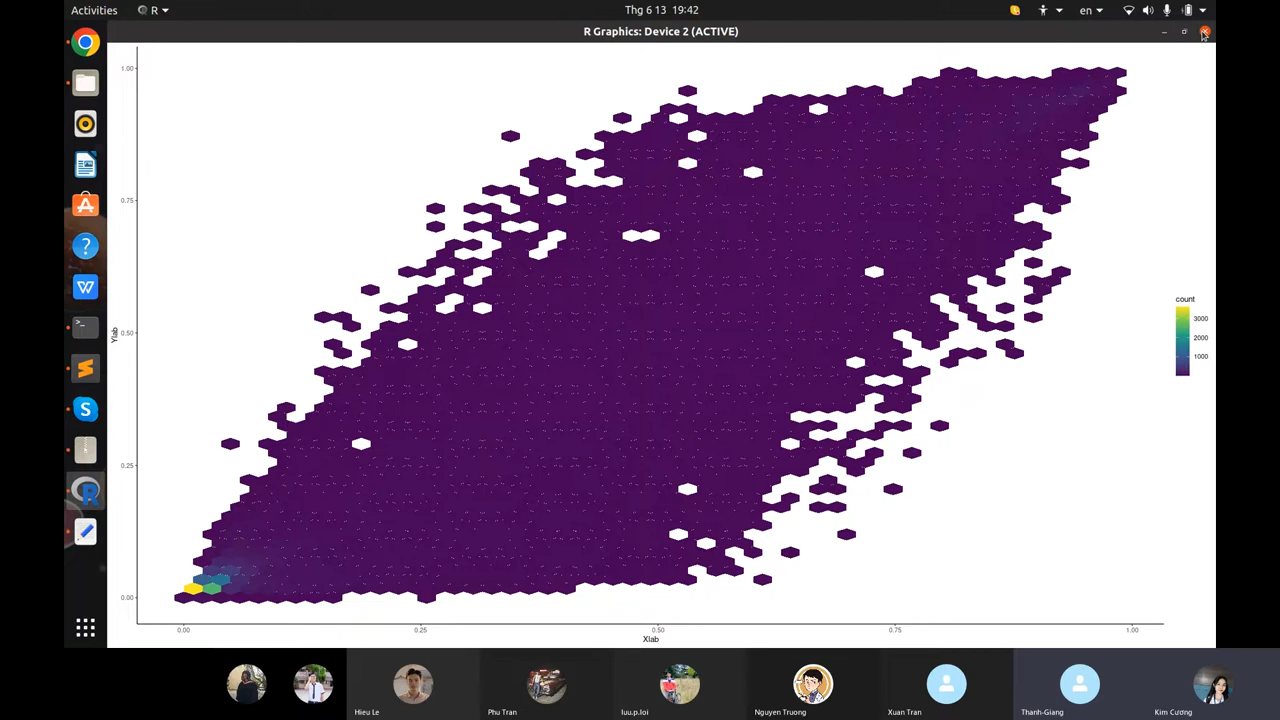 Activities
R
Thg 6 13 19:42
en
R Graphics: Device 2 (ACTIVE)
1.00
0.75
0.50
0.25
0.00
Ylab
0.00
0.25
0.50
0.75
1.00
Xlab
count
3000
2000
1000
Hieu Le
Phu Tran
luu.p.loi
Nguyen Truong
Xuan Tran
Thanh-Giang
Kim Cương